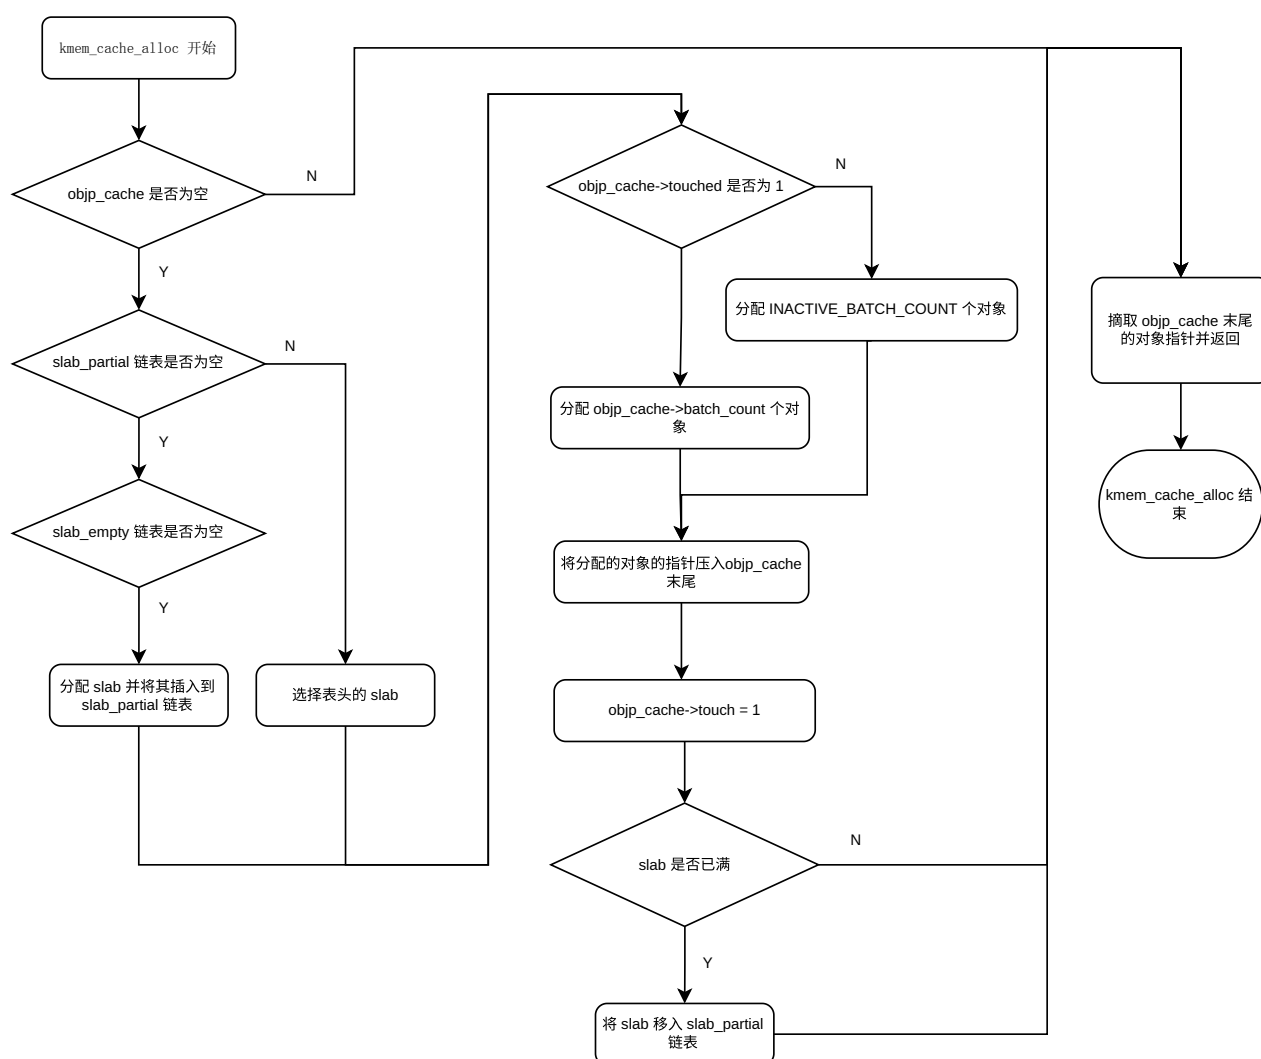 kmem_cache_alloc 开始
objp_cache 是否为空
N
Y
slab_partial 链表是否为空
N
Y
slab_empty 链表是否为空
Y
分配 slab 并将其插入到
slab_partial 链表
选择表头的 slab
objp_cache->touched 是否为 1
N
分配 INACTIVE_BATCH_COUNT 个对象
分配 objp_cache->batch_count 个对
象
将分配的对象的指针压入objp_cache
末尾
objp_cache->touch = 1
slab 是否已满
N
Y
将 slab 移入 slab_partial
链表
摘取 objp_cache 末尾
的对象指针并返回
kmem_cache_alloc 结
束